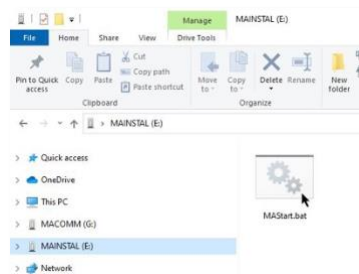 Manage
MAINSTAL (E:)
File
Home
Share
View
Drive Tools
Pin to Quick access
Copy
Paste
Cut
Copy path
Paste shortcut
Move to
Copy to
Delete
Rename
New folder
Clipboard
Organize
MAINSTAL (E:)
Quick access
OneDrive
This PC
MACOMM (G:)
MAINSTAL (E:)
Network
MAStart.bat